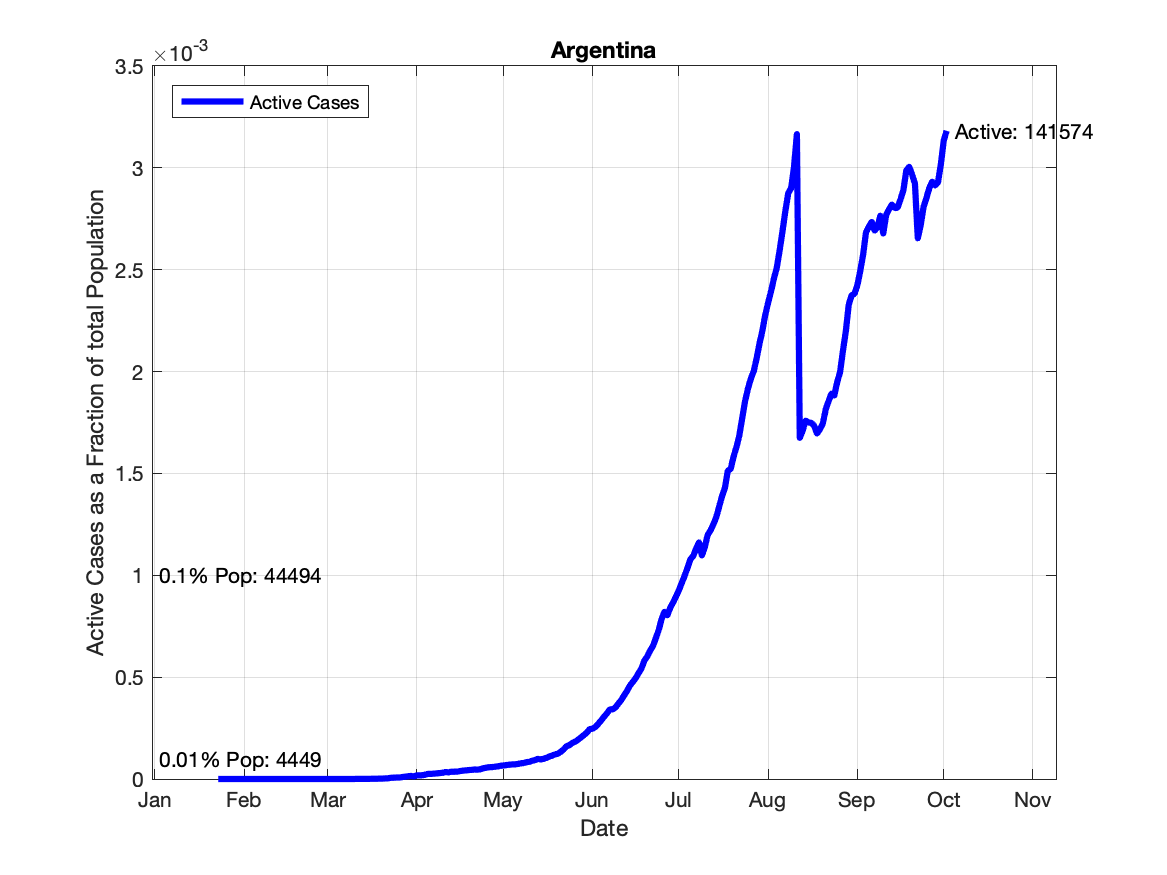 Argentina
×10-3
3.5
3
2.5
2
1.5
1
0.5
0
Active Cases as a Fraction of total Population
Active Cases
Active: 141574
0.1% Pop: 44494
0.01% Pop: 4449
Jan Feb Mar Apr May Jun Jul Aug Sep Oct Nov
Date